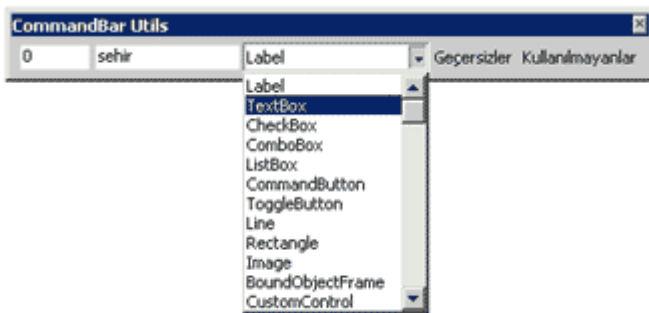 CommandBar Utils
0 sehir Label Geçersizler Kullanılmayanlar
Label
TextBox
CheckBox
ComboBox
ListBox
CommandButton
ToggleButton
Line
Rectangle
Image
BoundObjectFrame
CustomControl